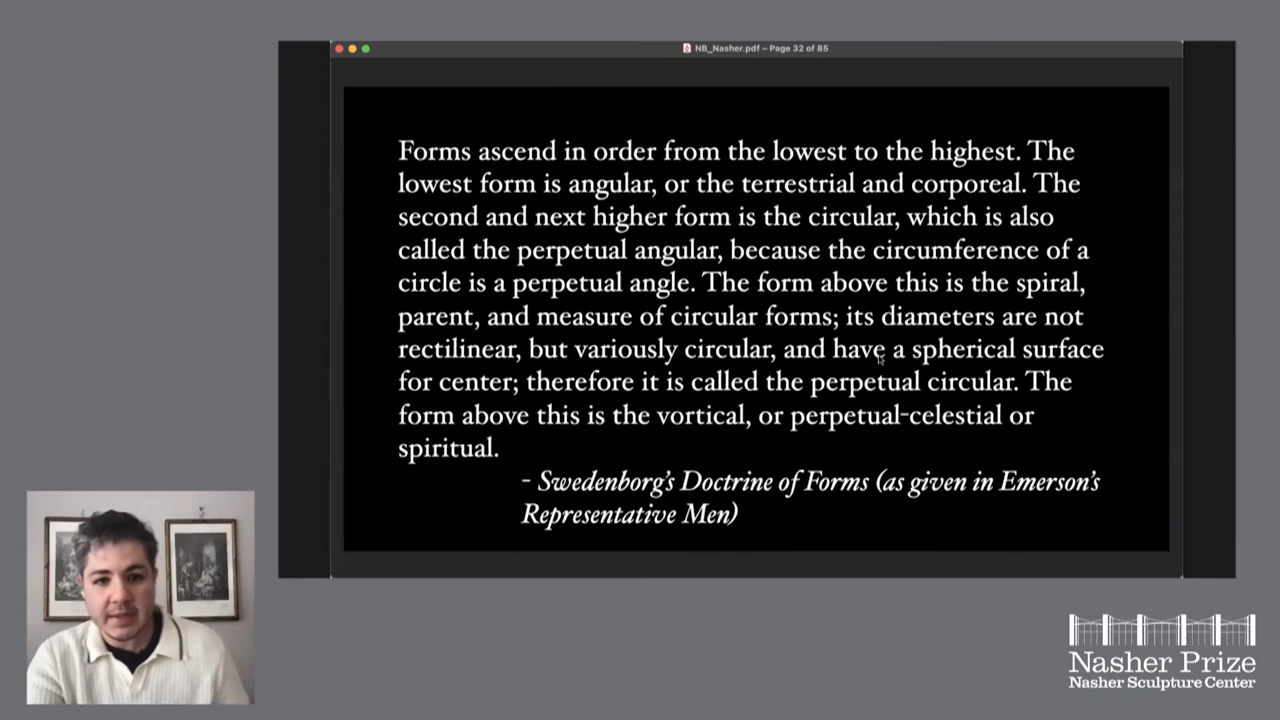 NB_Nasher.pdf – Page 32 of 85
Forms ascend in order from the lowest to the highest. The
lowest form is angular, or the terrestrial and corporeal. The
second and next higher form is the circular, which is also
called the perpetual angular, because the circumference of a
circle is a perpetual angle. The form above this is the spiral,
parent, and measure of circular forms; its diameters are not
rectilinear, but variously circular, and have a spherical surface
for center; therefore it is called the perpetual circular. The
form above this is the vortical, or perpetual-celestial or
spiritual.
- Swedenborg’s Doctrine of Forms (as given in Emerson’s
Representative Men)
Nasher Prize
Nasher Sculpture Center